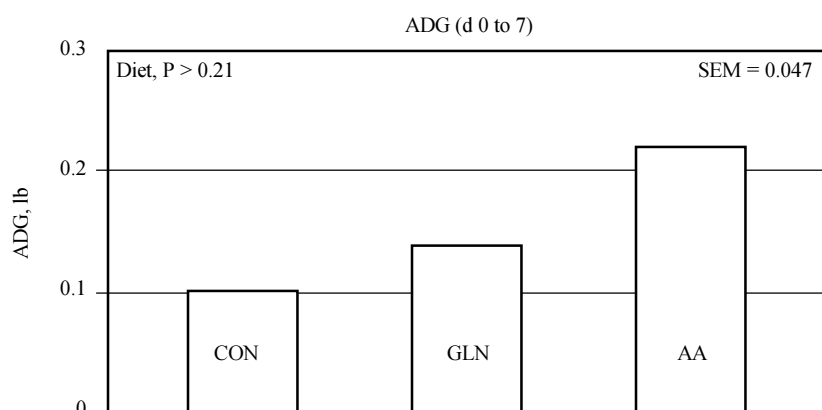 ADG (d 0 to 7)
0.3
Diet, P > 0.21 SEM = 0.047
0.2
ADG, lb
0.1
CON GLN AA
0